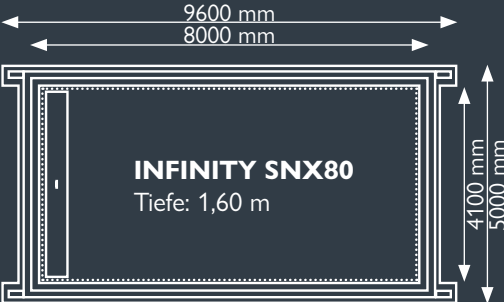 9600 mm
8000 mm
INFINITY SNX80
Tiefe: 1,60 m
4100 mm
5000 mm